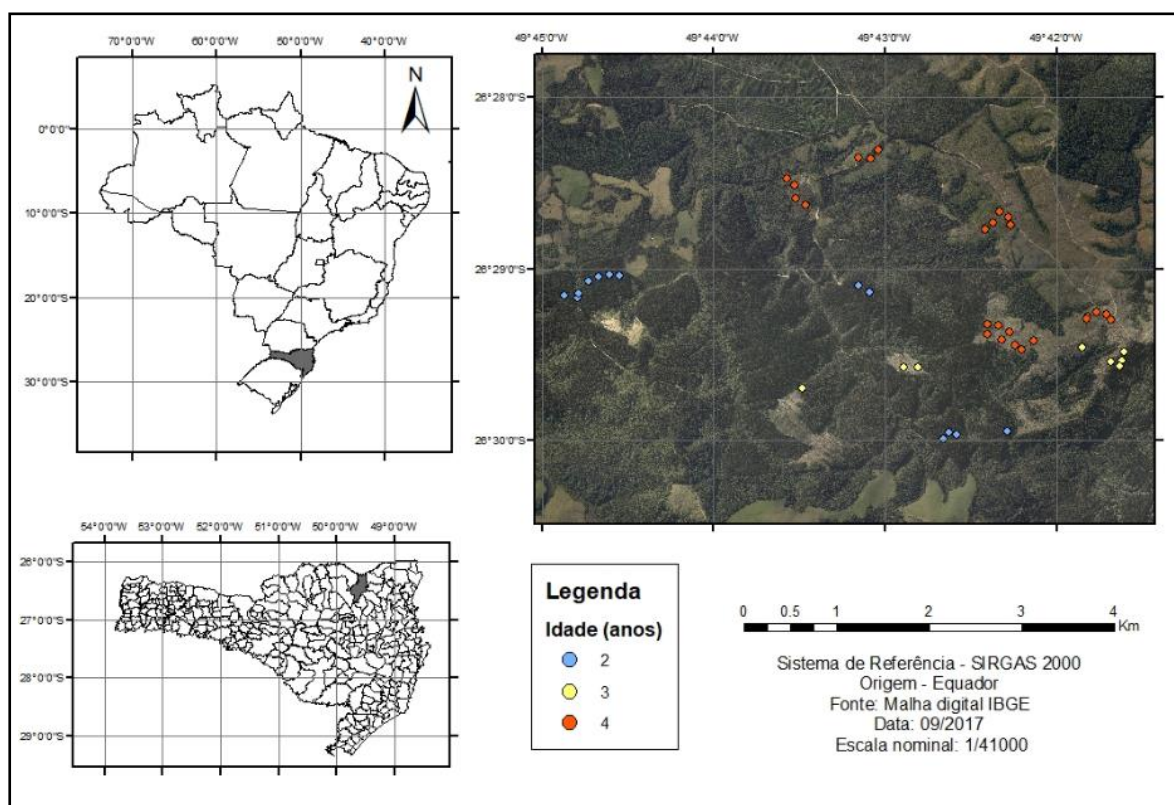 70°0'0"W 60°0'0"W 50°0'0"W 40°0'0"W
N
0°0'0"
10°0'0"S
20°0'0"S
30°0'0"S
49°45'0"W 49°44'0"W 49°43'0"W 49°42'0"W
26°28'0"S
26°29'0"S
26°30'0"S
54°0'0"W 53°0'0"W 52°0'0"W 51°0'0"W 50°0'0"W 49°0'0"W
26°0'0"S
27°0'0"S
28°0'0"S
29°0'0"S
Legenda
Idade (anos)
2
3
4
0 0.5 1 2 3 4
Km
Sistema de Referência - SIRGAS 2000
Origem - Equador
Fonte: Malha digital IBGE
Data: 09/2017
Escala nominal: 1/41000